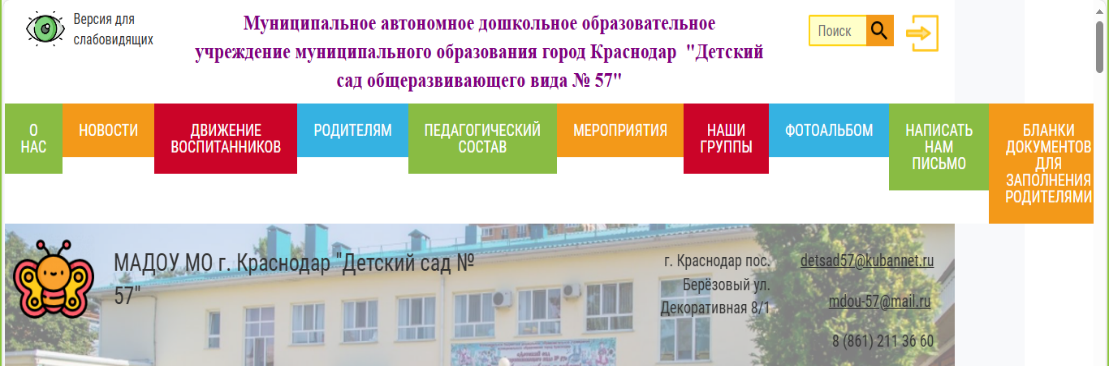 Версия для
слабовидящих
Муниципальное автономное дошкольное образовательное
учреждение муниципального образования город Краснодар "Детский
сад общеразвивающего вида № 57"
Поиск
О
НАС
НОВОСТИ
ДВИЖЕНИЕ
ВОСПИТАННИКОВ
РОДИТЕЛЯМ
ПЕДАГОГИЧЕСКИЙ
СОСТАВ
МЕРОПРИЯТИЯ
НАШИ
ГРУППЫ
ФОТОАЛЬБОМ
НАПИСАТЬ
НАМ
ПИСЬМО
БЛАНКИ
ДОКУМЕНТОВ
ДЛЯ
ЗАПОЛНЕНИЯ
РОДИТЕЛЯМИ
МАДОУ МО г. Краснодар "Детский сад №
57"
г. Краснодар пос.
Берёзовый ул.
Декоративная 8/1
detsad57@kubannet.ru
mdou-57@mail.ru
8 (861) 211 36 60